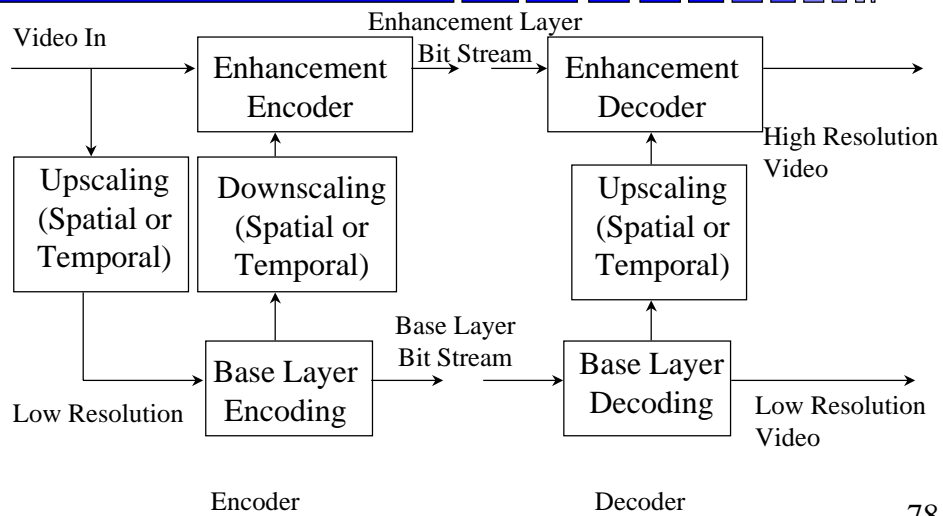 Video In
Enhancement Layer
Bit Stream
Enhancement
Encoder
Enhancement
Decoder
High Resolution
Video
Upscaling
(Spatial or
Temporal)
Downscaling
(Spatial or
Temporal)
Upscaling
(Spatial or
Temporal)
Base Layer
Bit Stream
Low Resolution
Base Layer
Encoding
Base Layer
Decoding
Low Resolution
Video
Encoder
Decoder
78